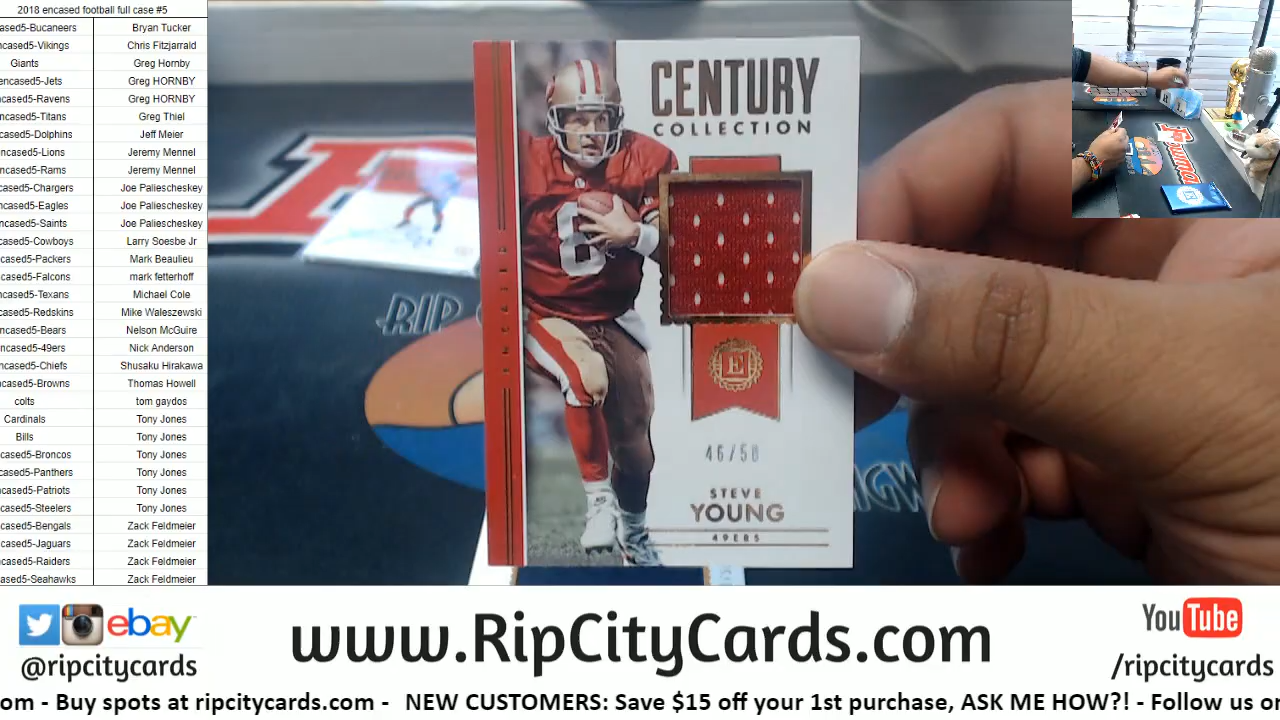 2018 encased football full case #5
ased5-Bucaneers Bryan Tucker
ncased5-Vikings Chris Fitzjarrald
Giants Greg Hornby
encased5-Jets Greg HORNBY
ncased5-Ravens Greg HORNBY
ncased5-Titans Greg Thiel
cased5-Dolphins Jeff Meier
ncased5-Lions Jeremy Mennel
ncased5-Rams Jeremy Mennel
cased5-Chargers Joe Paliescheskey
ncased5-Eagles Joe Paliescheskey
ncased5-Saints Joe Paliescheskey
cased5-Cowboys Larry Soesbe Jr
cased5-Packers Mark Beaulieu
ncased5-Falcons mark fetterhoff
ncased5-Texans Michael Cole
cased5-Redskins Mike Waleszewski
ncased5-Bears Nelson McGuire
ncased5-49ers Nick Anderson
ncased5-Chiefs Shusaku Hirakawa
cased5-Browns Thomas Howell
colts tom gaydos
Cardinals Tony Jones
Bills Tony Jones
cased5-Broncos Tony Jones
cased5-Panthers Tony Jones
cased5-Patriots Tony Jones
cased5-Steelers Tony Jones
cased5-Bengals Zack Feldmeier
cased5-Jaguars Zack Feldmeier
cased5-Raiders Zack Feldmeier
ased5-Seahawks Zack Feldmeier
CENTURY
COLLECTION
ENCASED
6
E
46/50
STEVE
YOUNG
49ERS
RIP
ebay
@ripcitycards
www.RipCityCards.com
YouTube
/ripcitycards
om - Buy spots at ripcitycards.com - NEW CUSTOMERS: Save $15 off your 1st purchase, ASK ME HOW?! - Follow us or